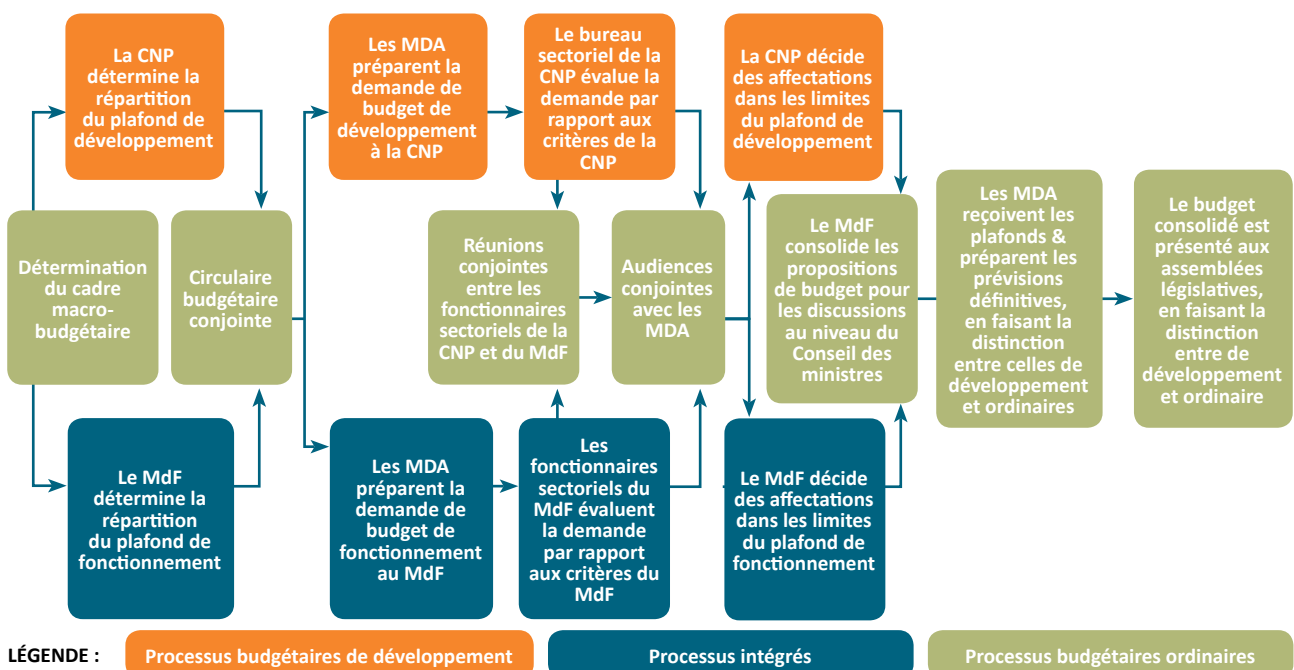 La CNP
détermine la
répartition
du plafond de
développement
Les MDA
préparent la
demande de
budget de
développement
à la CNP
Le bureau
sectoriel de
la CNP évalue la
demande par
rapport aux
critères de la
CNP
La CNP décide
des affectations
dans les limites
du plafond de
développement
Détermination
du cadre
macro-
budgétaire
Circulaire
budgétaire
conjointe
Réunions
conjointes
entre les
fonctionnaires
sectoriels de la
CNP et du MdF
Audiences
conjointes
avec les MDA
Le MdF
consolide les
propositions
de budget pour
les discussions
au niveau du
Conseil des
ministres
Les MDA
reçoivent les
plafonds &
préparent les
prévisions
définitives,
en faisant la
distinction
entre celles de
développement
et ordinaires
Le budget
consolidé est
présenté aux
assemblées
législatives,
en faisant la
distinction
entre de
développement
et ordinaire
Le MdF
détermine la
répartition
du plafond de
fonctionnement
Les MDA
préparent la
demande de
budget de
fonctionnement
au MdF
Les
fonctionnaires
sectoriels du
MdF évaluent
la demande
par rapport
aux critères du
MdF
Le MdF décide
des affectations
dans les limites
du plafond de
fonctionnement
LÉGENDE :
Processus budgétaires de développement
Processus intégrés
Processus budgétaires ordinaires